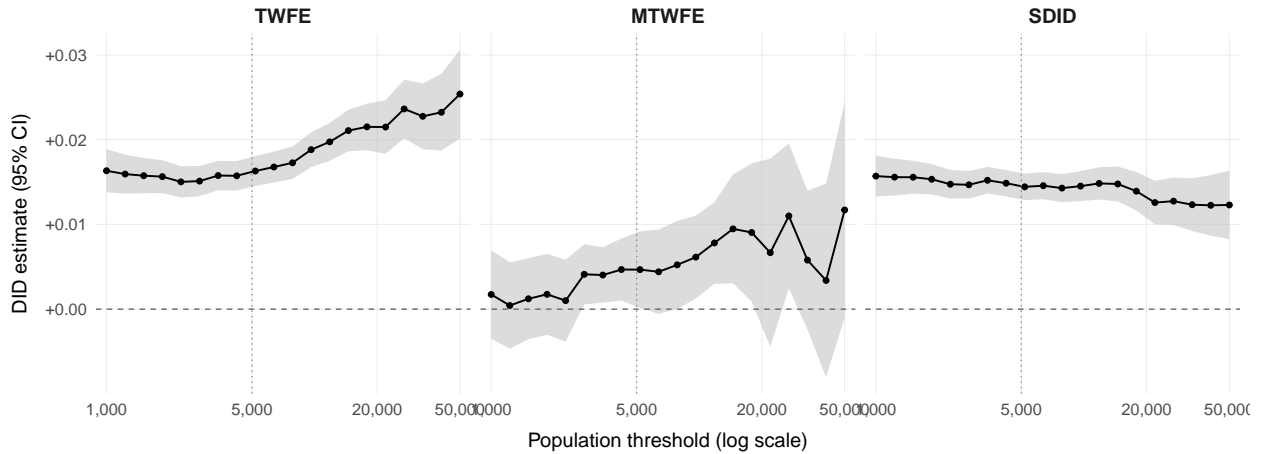 TWFE MTWFE SDID
+0.03
+0.02
+0.01
+0.00
DID estimate (95% CI)
1,000 5,000 20,000 50,000 1,000 5,000 20,000 50,000 1,000 5,000 20,000 50,000
Population threshold (log scale)